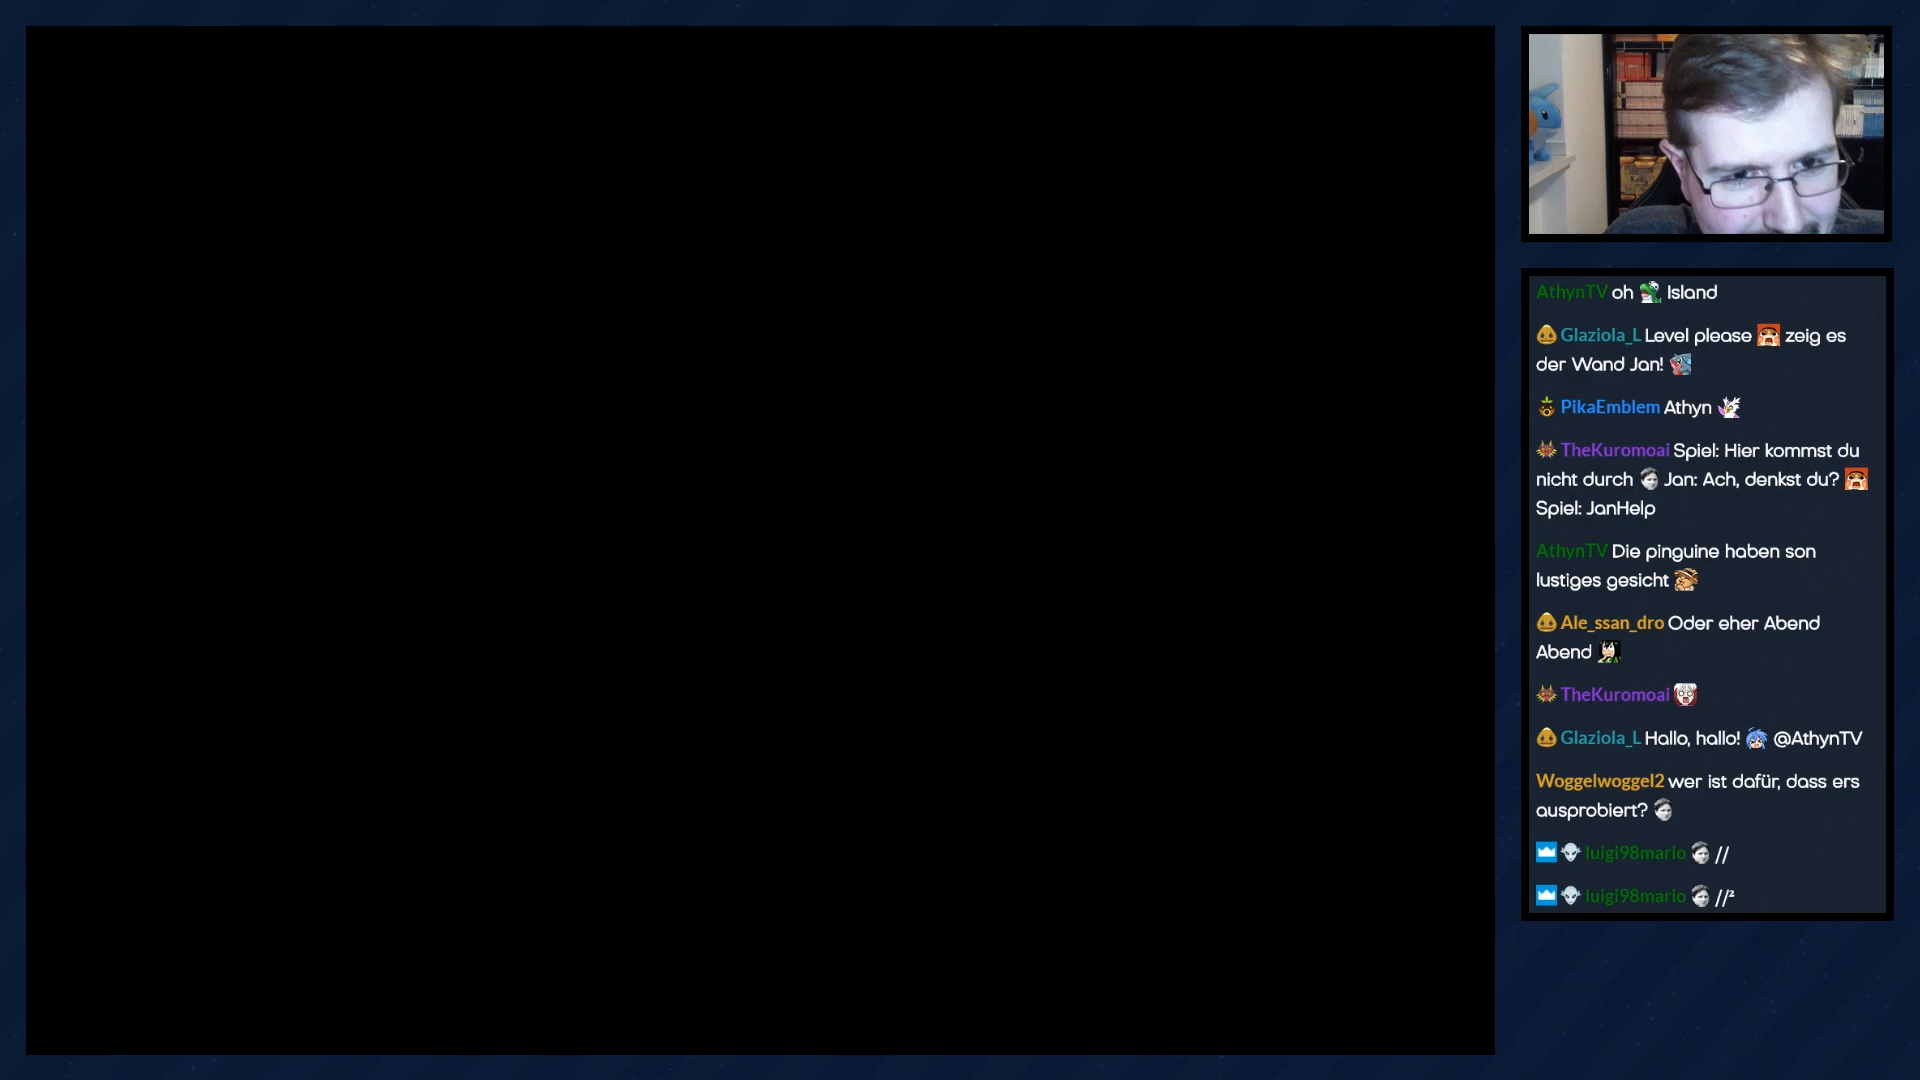 AthynTV oh Island
Glaziola_L Level please zeig es
der Wand Jan!
PikaEmblem Athyn
TheKuromoai Spiel: Hier kommst du
nicht durch Jan: Ach, denkst du?
Spiel: JanHelp
AthynTV Die pinguine haben son
lustiges gesicht
Ale_ssan_dro Oder eher Abend
Abend
TheKuromoai
Glaziola_L Hallo, hallo! @AthynTV
Woggelwoggel2 wer ist dafür, dass ers
ausprobiert?
luigi98mario //
luigi98mario //²